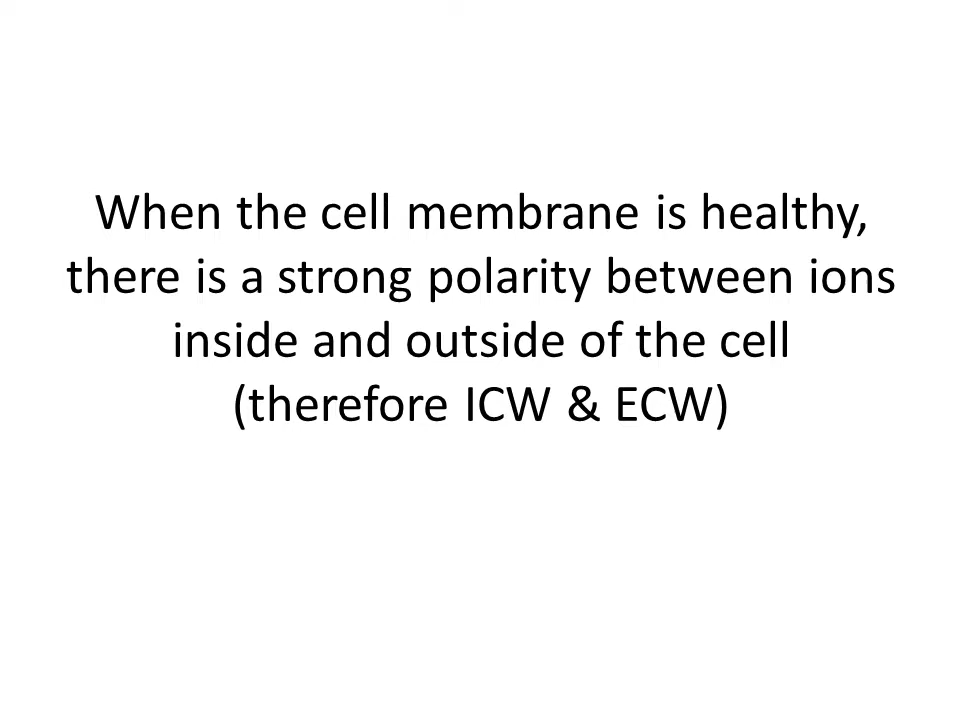 When the cell membrane is healthy,
there is a strong polarity between ions
inside and outside of the cell
(therefore ICW & ECW)